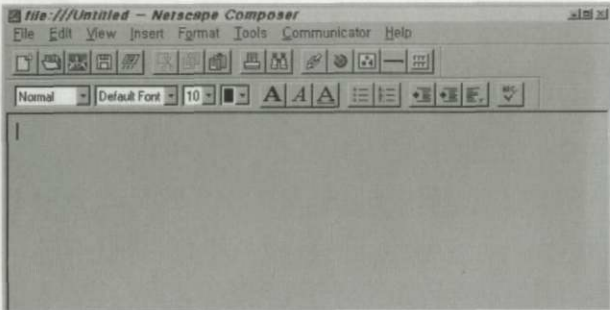 file:///Untitled — Netscape Composer
File Edit View Insert Format Tools Communicator Help
Normal Default Font 10 A A A